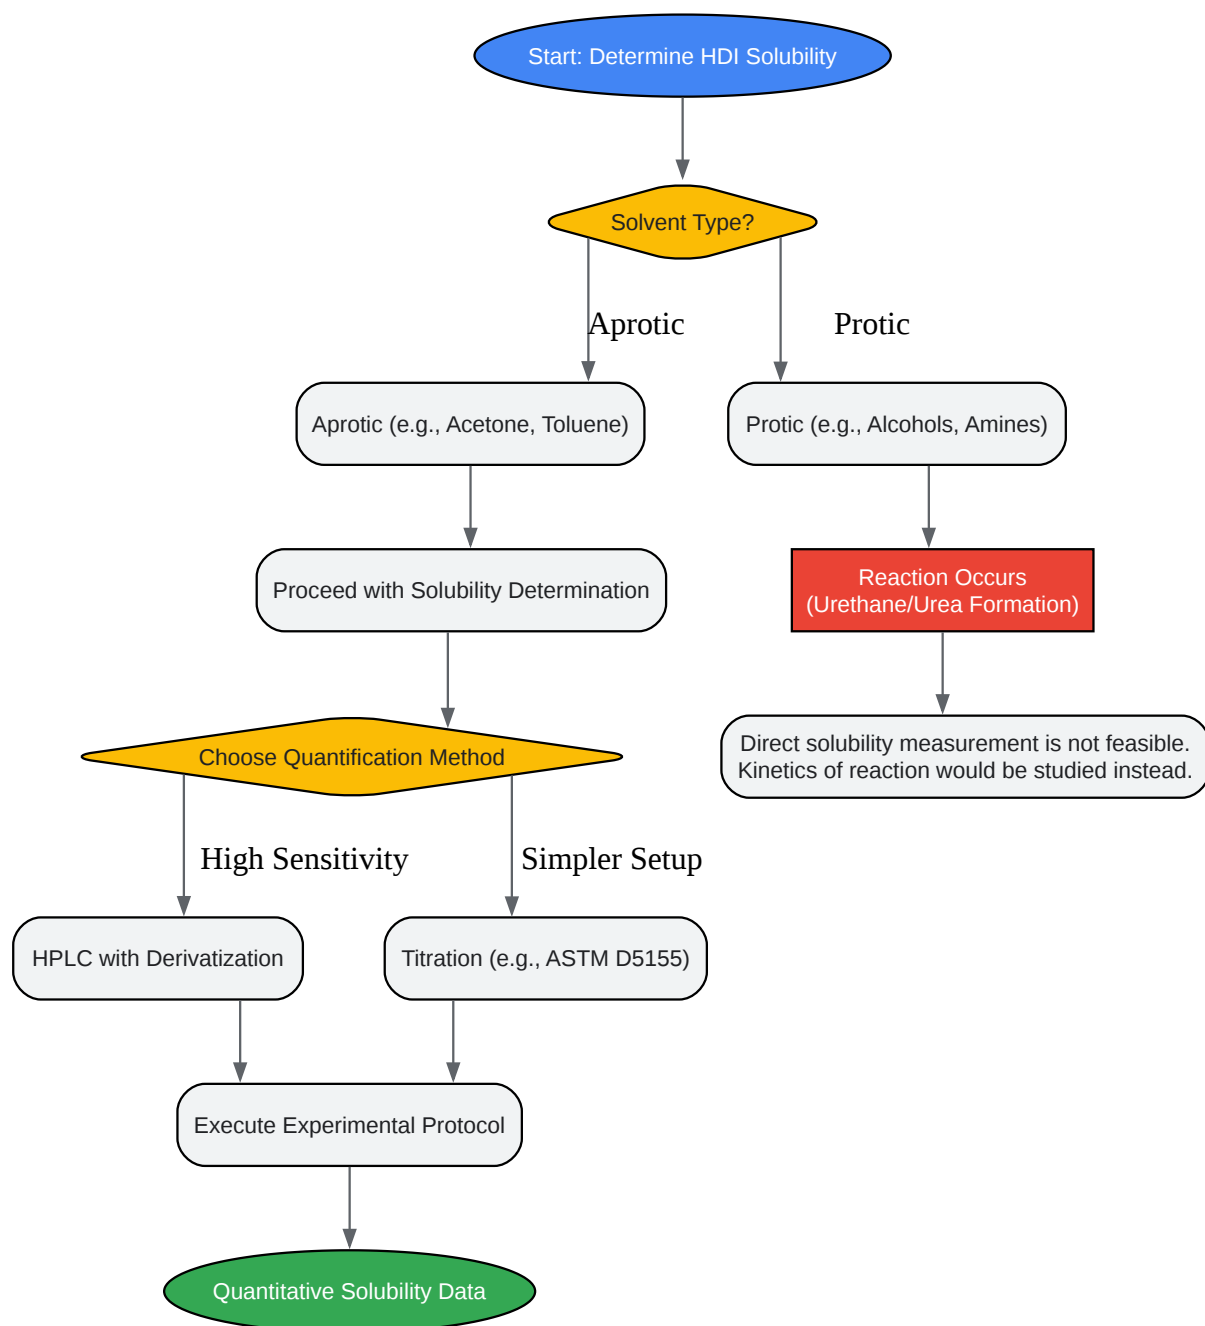 Start: Determine HDI Solubility
Solvent Type?
Aprotic
Protic
Aprotic (e.g., Acetone, Toluene)
Protic (e.g., Alcohols, Amines)
Proceed with Solubility Determination
Reaction Occurs
(Urethane/Urea Formation)
Choose Quantification Method
Direct solubility measurement is not feasible.
Kinetics of reaction would be studied instead.
High Sensitivity
Simpler Setup
HPLC with Derivatization
Titration (e.g., ASTM D5155)
Execute Experimental Protocol
Quantitative Solubility Data